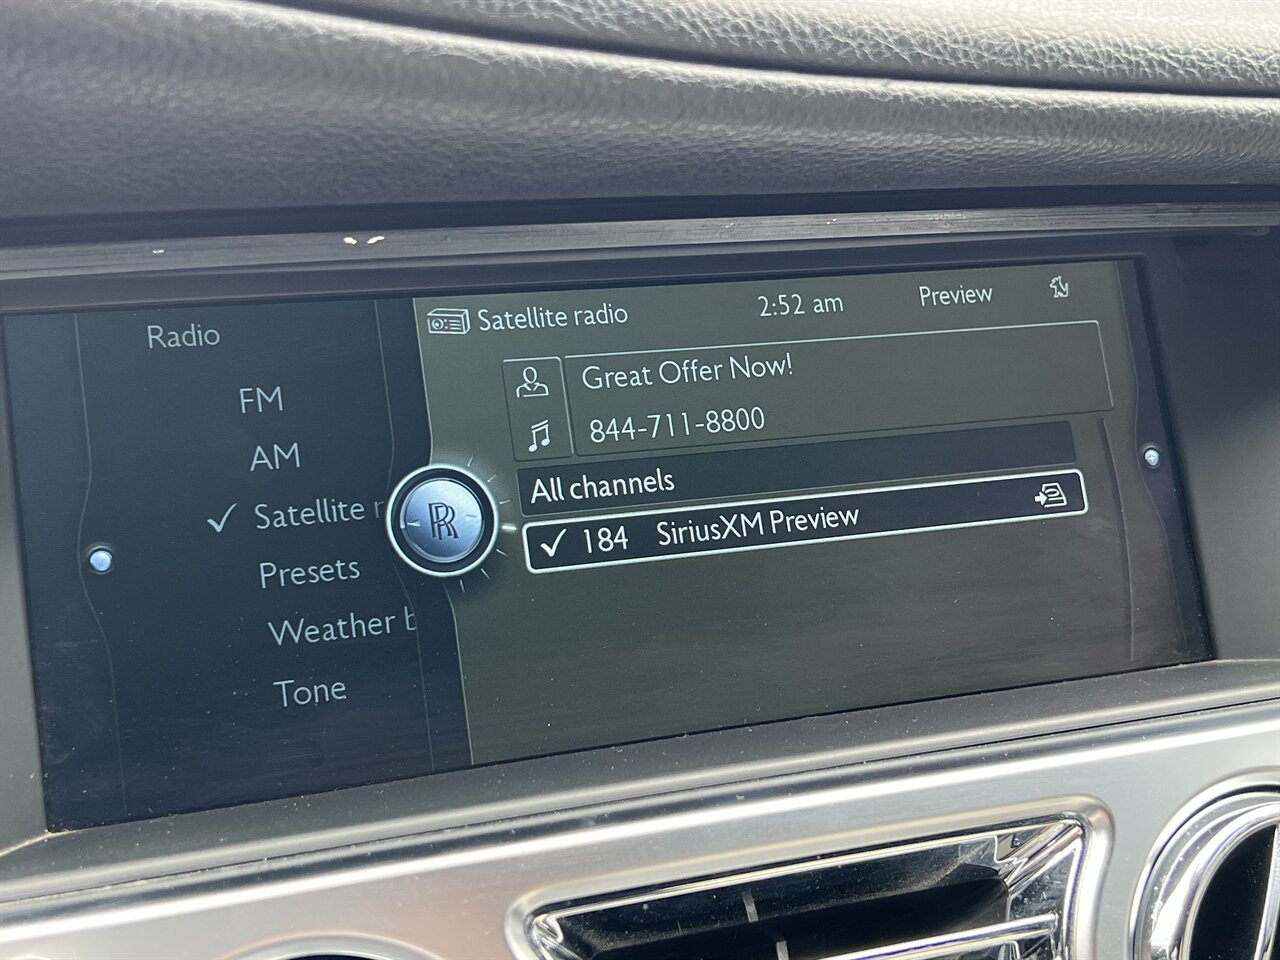 Radio
FM
AM
Satellite r
Presets
Weather b
Tone
RR
Satellite radio
2:52 am
Preview
Great Offer Now!
844-711-8800
All channels
184 SiriusXM Preview